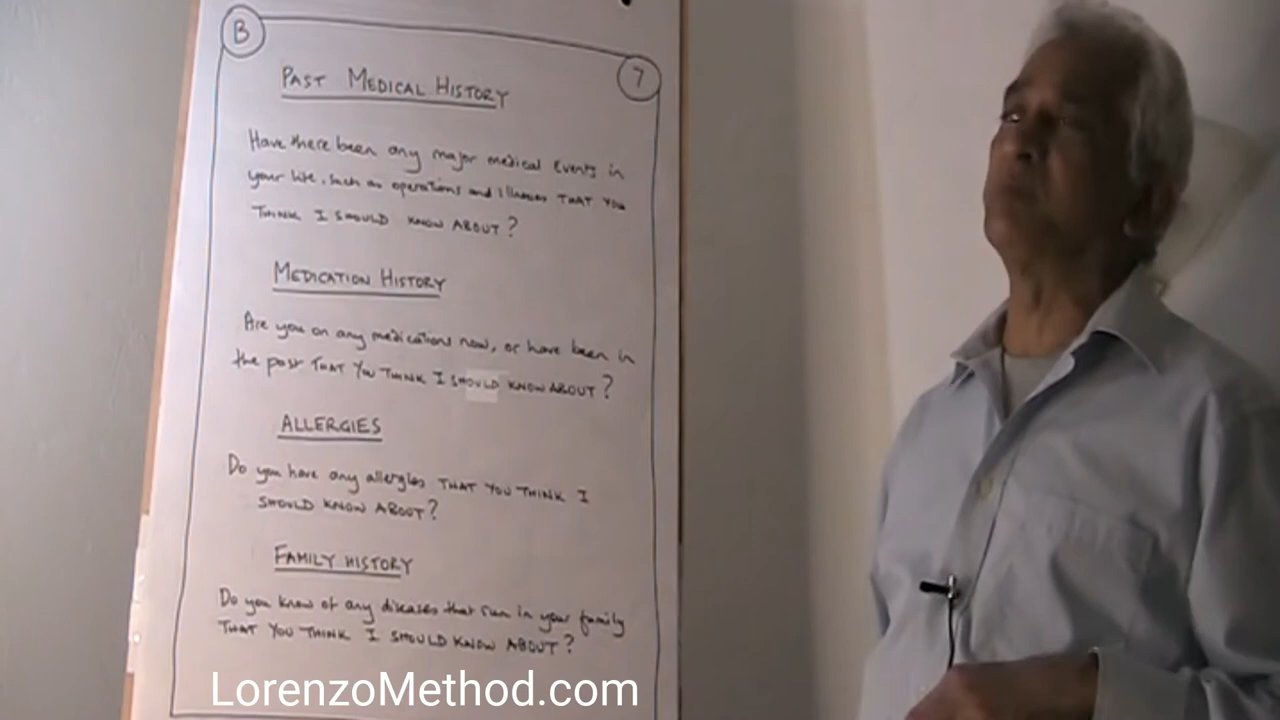 B
7
PAST MEDICAL HISTORY
Have there been any major medical Events in
your life, such as operations and illnesses THAT YOU
THINK I SHOULD KNOW ABOUT?
MEDICATION HISTORY
Are you on any medications now, or have been in
the past THAT YOU THINK I SHOULD KNOW ABOUT?
ALLERGIES
Do you have any allergies THAT YOU THINK I
SHOULD KNOW ABOUT?
FAMILY HISTORY
Do you know of any diseases that run in your family
THAT YOU THINK I SHOULD KNOW ABOUT?
LorenzoMethod.com